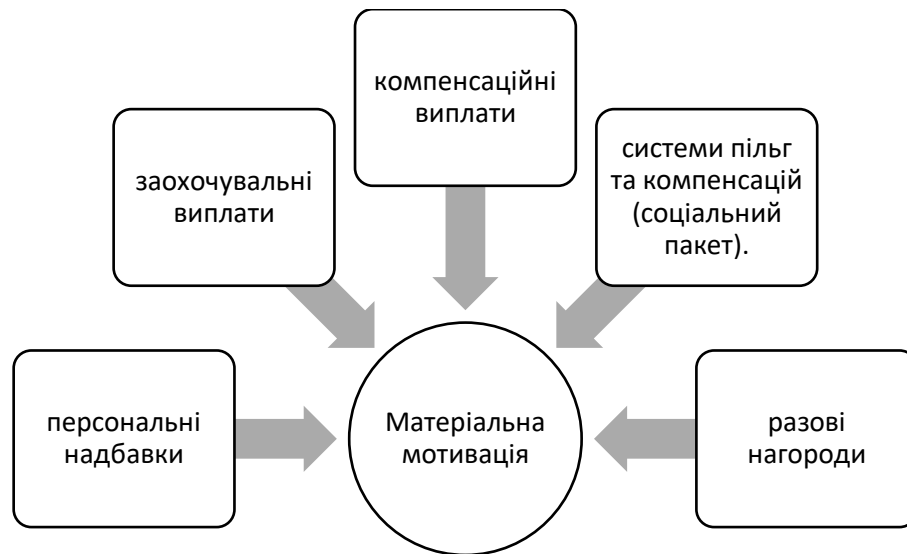 компенсаційні
виплати
заохочувальні
виплати
системи пільг
та компенсацій
(соціальний
пакет).
персональні
надбавки
Матеріальна
мотивація
разові
нагороди